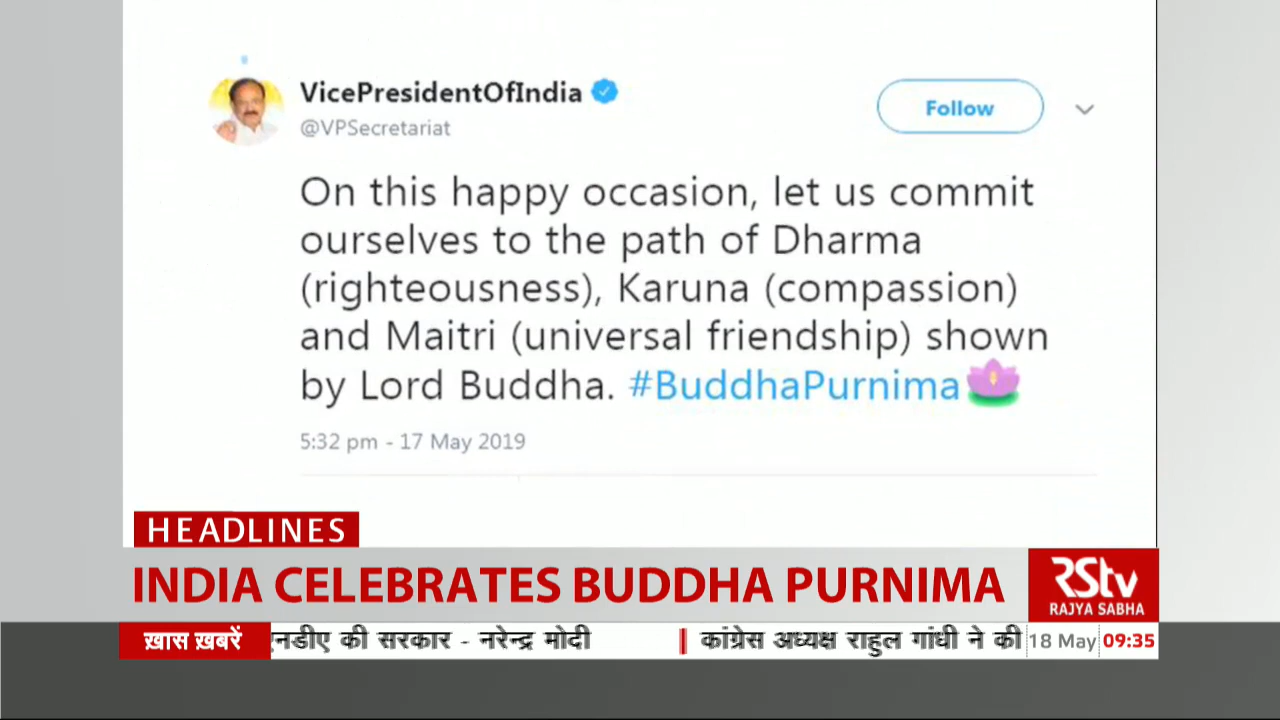 VicePresidentOfIndia
@VPSecretariat
Follow
On this happy occasion, let us commit
ourselves to the path of Dharma
(righteousness), Karuna (compassion)
and Maitri (universal friendship) shown
by Lord Buddha. #BuddhaPurnima
5:32 pm - 17 May 2019
HEADLINES
INDIA CELEBRATES BUDDHA PURNIMA
RStv
RAJYA SABHA
ख़ास ख़बरें
की सरकार - नरेन्द्र मोदी | कांग्रेस अध्यक्ष राहुल गांधी ने की
18 May 09:35